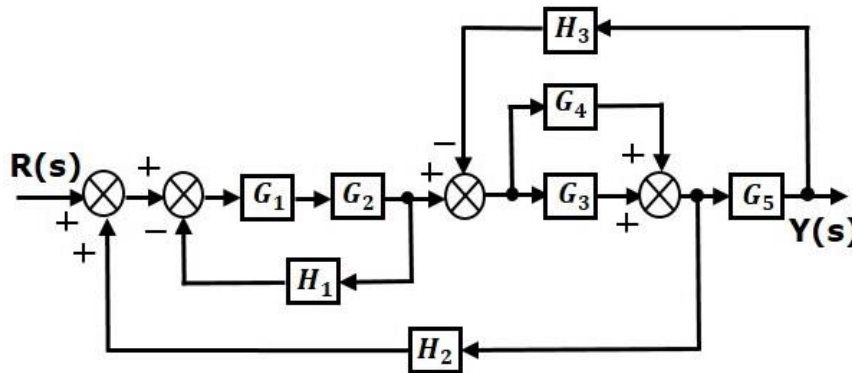 H₃
G₄
R(s) + + − + +
G₁ G₂ G₃ G₅
+ − + Y(s)
+
H₁
H₂